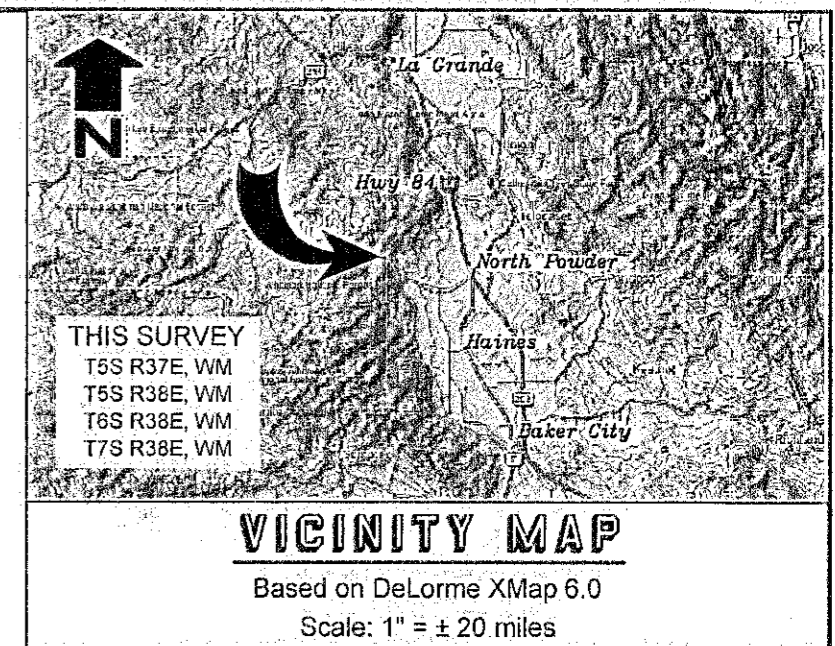 La Grande
N
Hwy 84
North Powder
Haines
THIS SURVEY
T5S R37E, WM
T5S R38E, WM
T6S R38E, WM
T7S R38E, WM
Baker City
VICINITY MAP
Based on DeLorme XMap 6.0
Scale: 1" = ± 20 miles